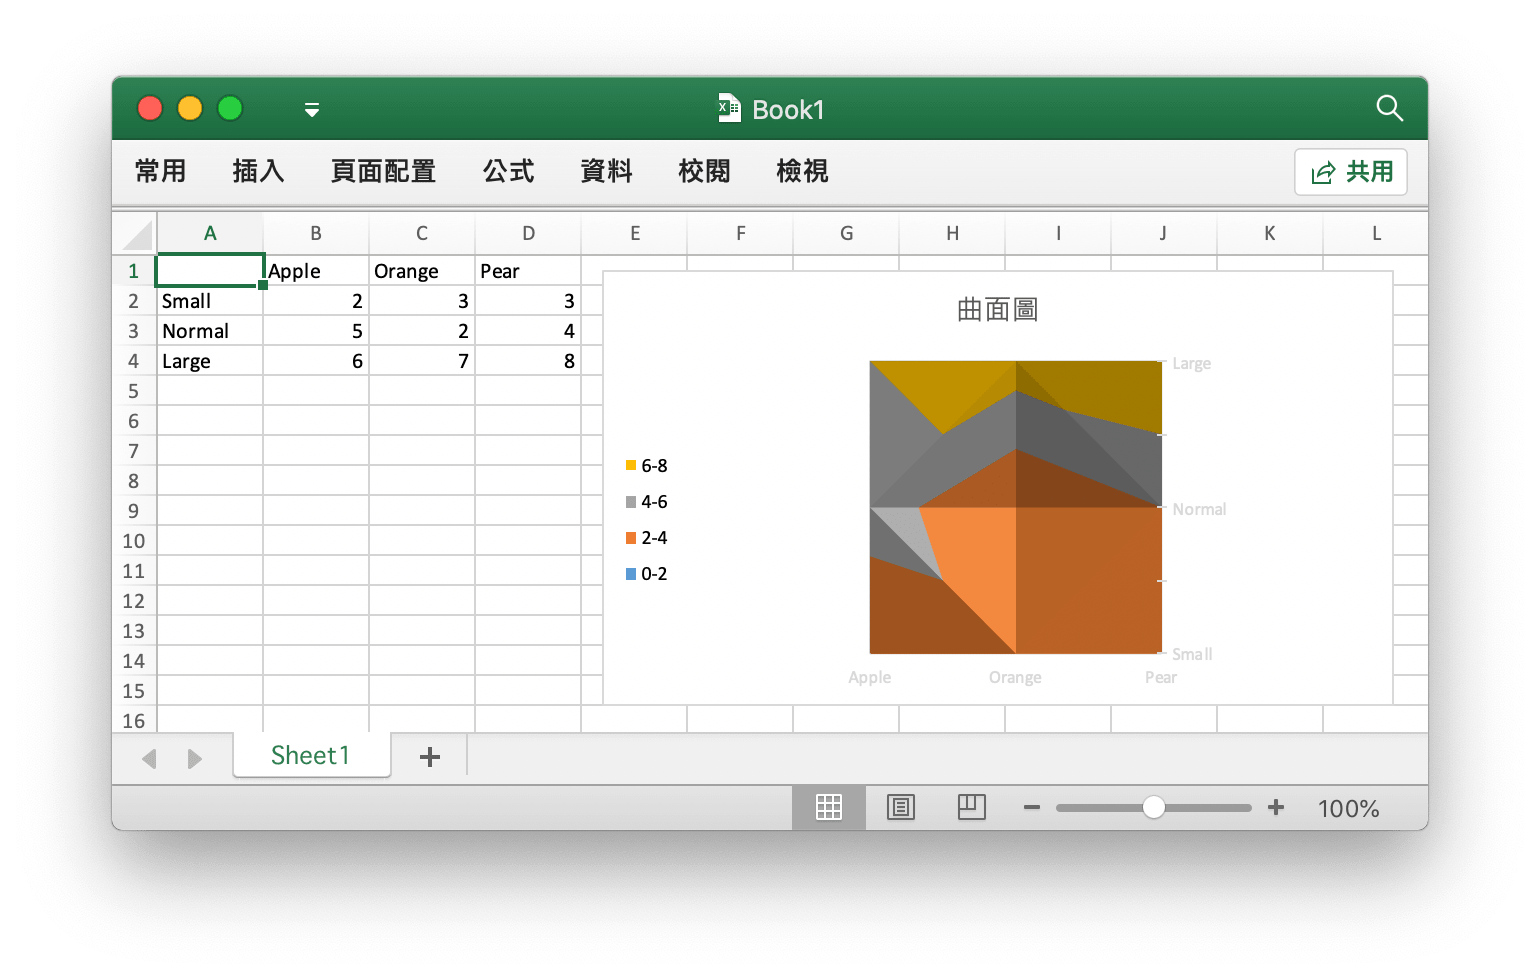 Book1
常用 插入 頁面配置 公式 資料 校閱 檢視 共用
A B C D E F G H I J K L
1 Apple Orange Pear
2 Small 2 3 3
3 Normal 5 2 4
4 Large 6 7 8
5
6
7
8
9
10
11
12
13
14
15
16
曲面圖
6-8
4-6
2-4
0-2
Large
Normal
Small
Apple Orange Pear
Sheet1
100%